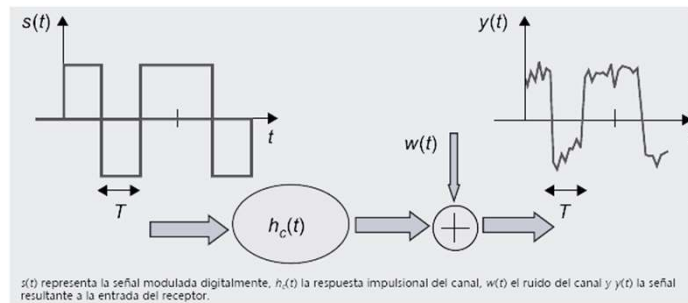 s(t)
y(t)
t
w(t)
T
T
h_c(t)
s(t) representa la señal modulada digitalmente, h_c(t) la respuesta impulsional del canal, w(t) el ruido del canal y y(t) la señal
resultante a la entrada del receptor.